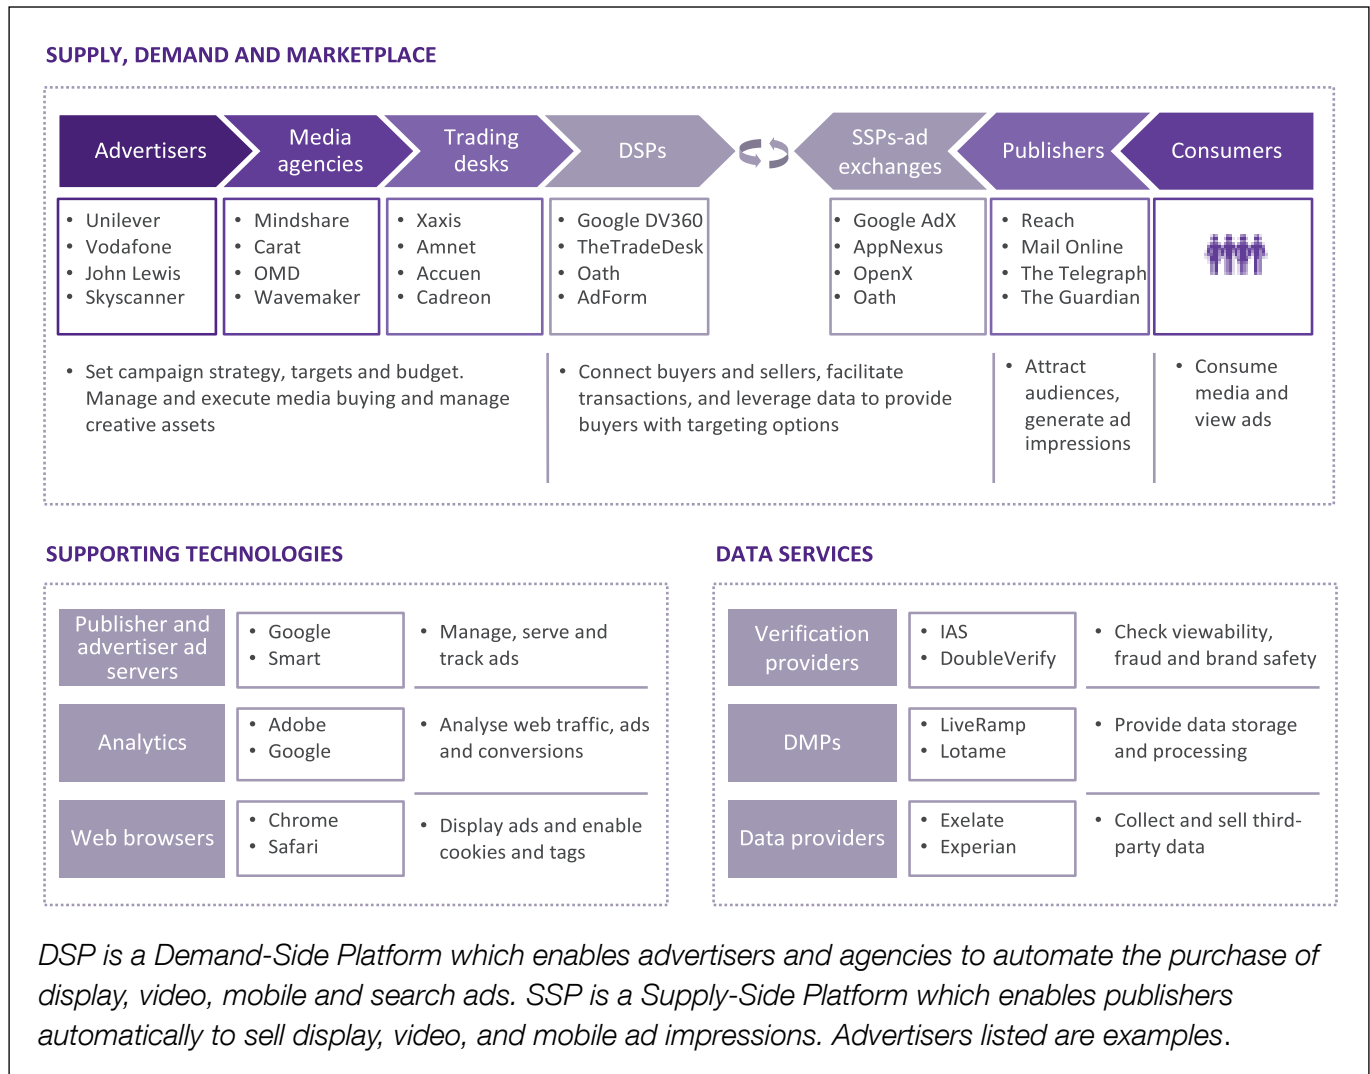 SUPPLY, DEMAND AND MARKETPLACE
Advertisers
Media
agencies
Trading
desks
DSPs
SSPs-ad
exchanges
Publishers
Consumers
• Unilever
• Vodafone
• John Lewis
• Skyscanner
• Mindshare
• Carat
• OMD
• Wavemaker
• Xaxis
• Amnet
• Accuen
• Cadreon
• Google DV360
• TheTradeDesk
• Oath
• AdForm
• Google AdX
• AppNexus
• OpenX
• Oath
• Reach
• Mail Online
• The Telegraph
• The Guardian
• Set campaign strategy, targets and budget.
Manage and execute media buying and manage
creative assets
• Connect buyers and sellers, facilitate
transactions, and leverage data to provide
buyers with targeting options
• Attract
audiences,
generate ad
impressions
• Consume
media and
view ads
SUPPORTING TECHNOLOGIES
Publisher and
advertiser ad
servers
• Google
• Smart
• Manage, serve and
track ads
Analytics
• Adobe
• Google
• Analyse web traffic, ads
and conversions
Web browsers
• Chrome
• Safari
• Display ads and enable
cookies and tags
DATA SERVICES
Verification
providers
• IAS
• DoubleVerify
• Check viewability,
fraud and brand safety
DMPs
• LiveRamp
• Lotame
• Provide data storage
and processing
Data providers
• Exelate
• Experian
• Collect and sell third-
party data
DSP is a Demand-Side Platform which enables advertisers and agencies to automate the purchase of
display, video, mobile and search ads. SSP is a Supply-Side Platform which enables publishers
automatically to sell display, video, and mobile ad impressions. Advertisers listed are examples.